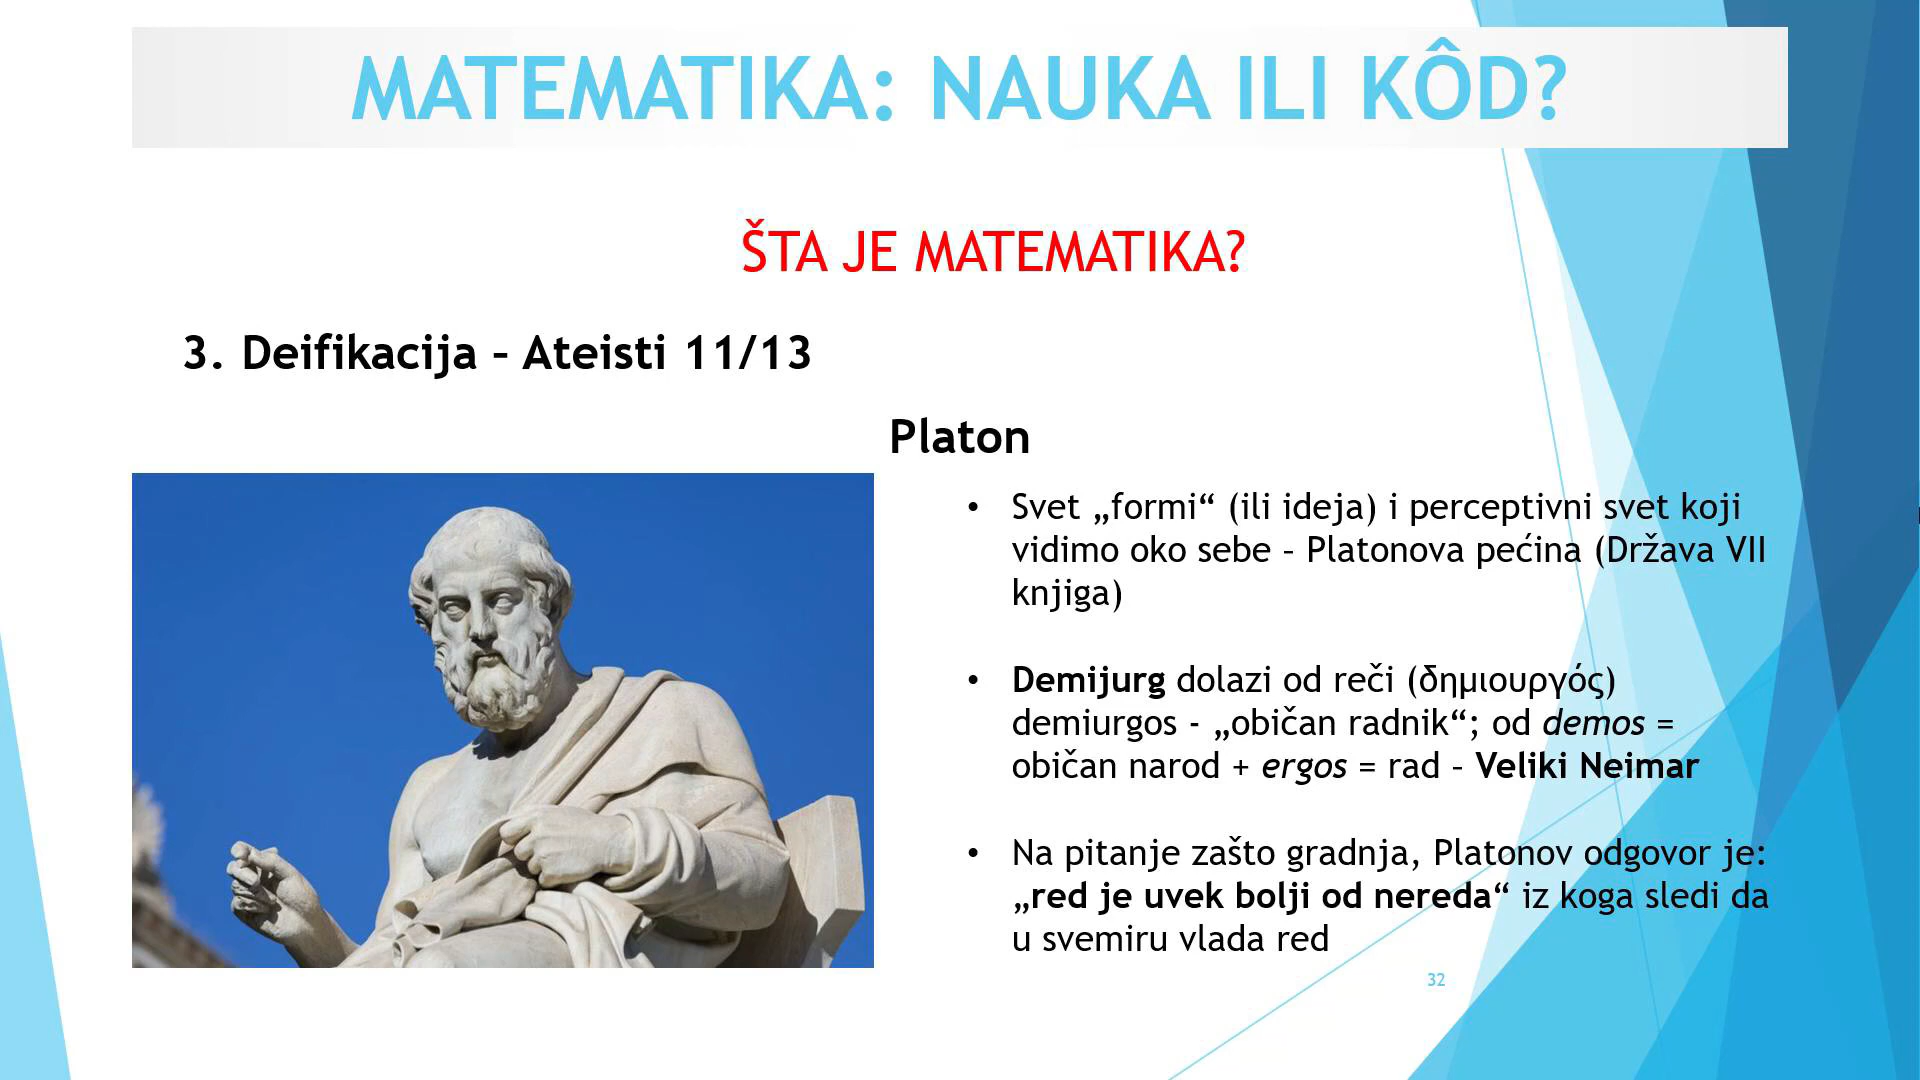 MATEMATIKA: NAUKA ILI KÔD?
ŠTA JE MATEMATIKA?
3. Deifikacija – Ateisti 11/13
Platon
• Svet „formi“ (ili ideja) i perceptivni svet koji
vidimo oko sebe – Platonova pećina (Država VII
knjiga)
• Demijurg dolazi od reči (δημιουργός)
demiurgos - „običan radnik“; od demos =
običan narod + ergos = rad – Veliki Neimar
• Na pitanje zašto gradnja, Platonov odgovor je:
„red je uvek bolji od nereda“ iz koga sledi da
u svemiru vlada red
32